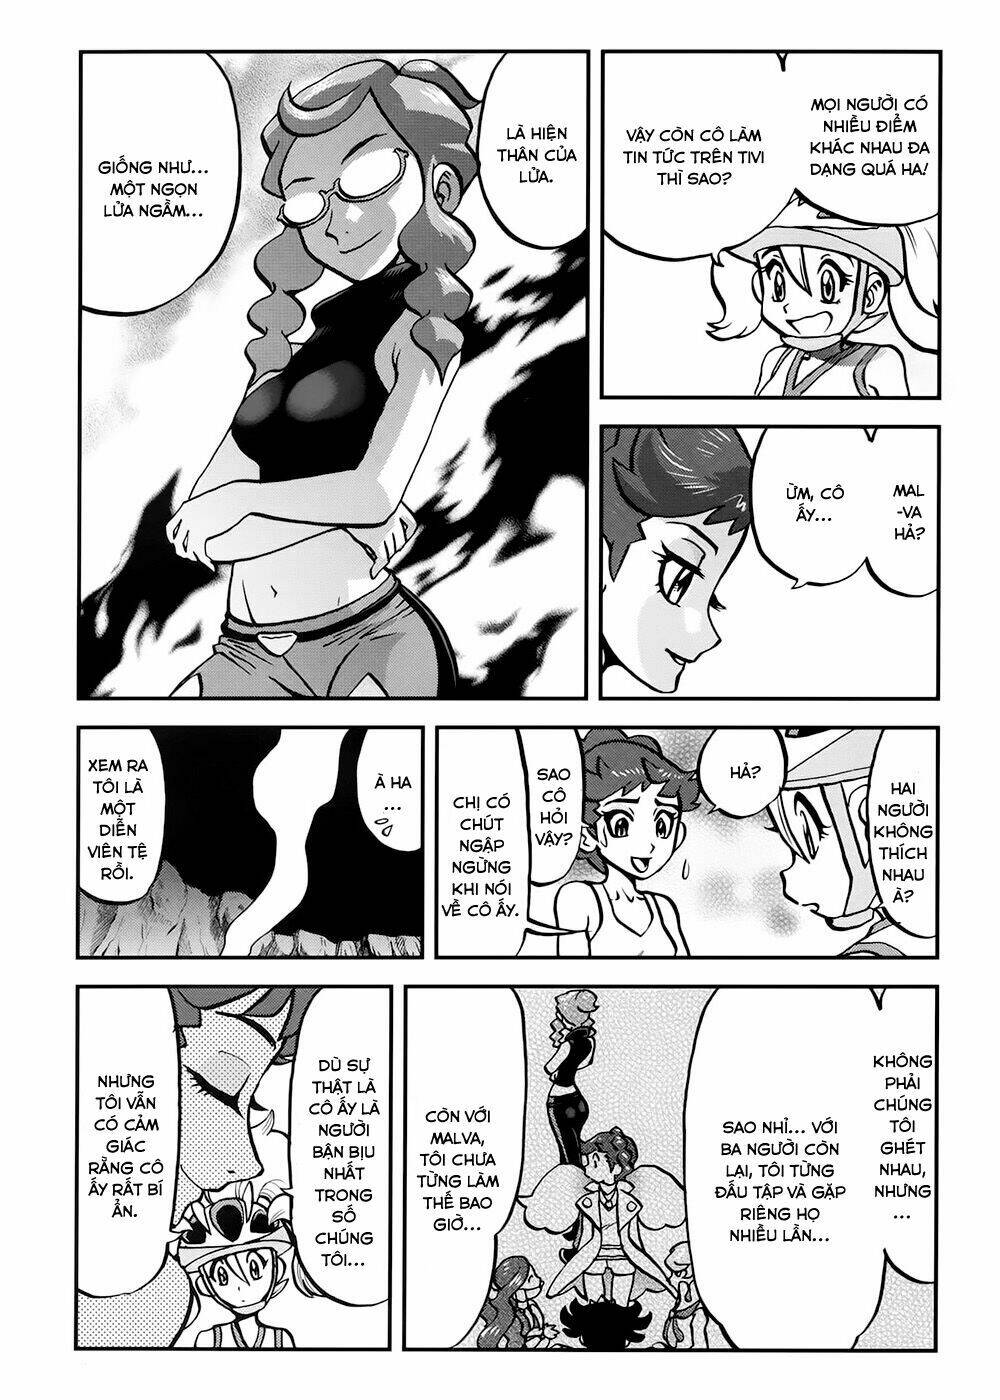 MỌI NGƯỜI CÓ
NHIỀU ĐIỂM
KHÁC NHAU ĐA
DẠNG QUÁ HA!
VẬY CÒN CÔ LÀM
TIN TỨC TRÊN TIVI
THÌ SAO?
MAL
-VA
HẢ?
ỪM, CÔ
ẤY...
LÀ HIỆN
THÂN CỦA
LỬA.
GIỐNG NHƯ...
MỘT NGỌN
LỬA NGẦM...
HAI
NGƯỜI
KHÔNG
THÍCH
NHAU
À?
HẢ?
SAO
CÔ
HỎI
VẬY?
CHỊ CÓ
CHÚT
NGẬP
NGỪNG
KHI NÓI
VỀ CÔ ẤY.
À HA
...
XEM RA
TÔI LÀ
MỘT
DIỄN
VIÊN TỆ
RỒI.
KHÔNG
PHẢI
CHÚNG
TÔI
GHÉT
NHAU,
NHƯNG
...
SAO NHỈ... VỚI
BA NGƯỜI CÒN
LẠI, TÔI TỪNG
ĐẤU TẬP VÀ GẶP
RIÊNG HỌ
NHIỀU LẦN...
CÒN VỚI
MALVA,
TÔI CHƯA
TỪNG LÀM
THẾ BAO
GIỜ...
DÙ SỰ
THẬT LÀ
CÔ ẤY LÀ
NGƯỜI
BẬN BỊU
NHẤT
TRONG
SỐ
CHÚNG
TÔI...
NHƯNG
TÔI VẪN
CÓ CẢM
GIÁC
RẰNG CÔ
ẤY RẤT BÍ
ẨN.